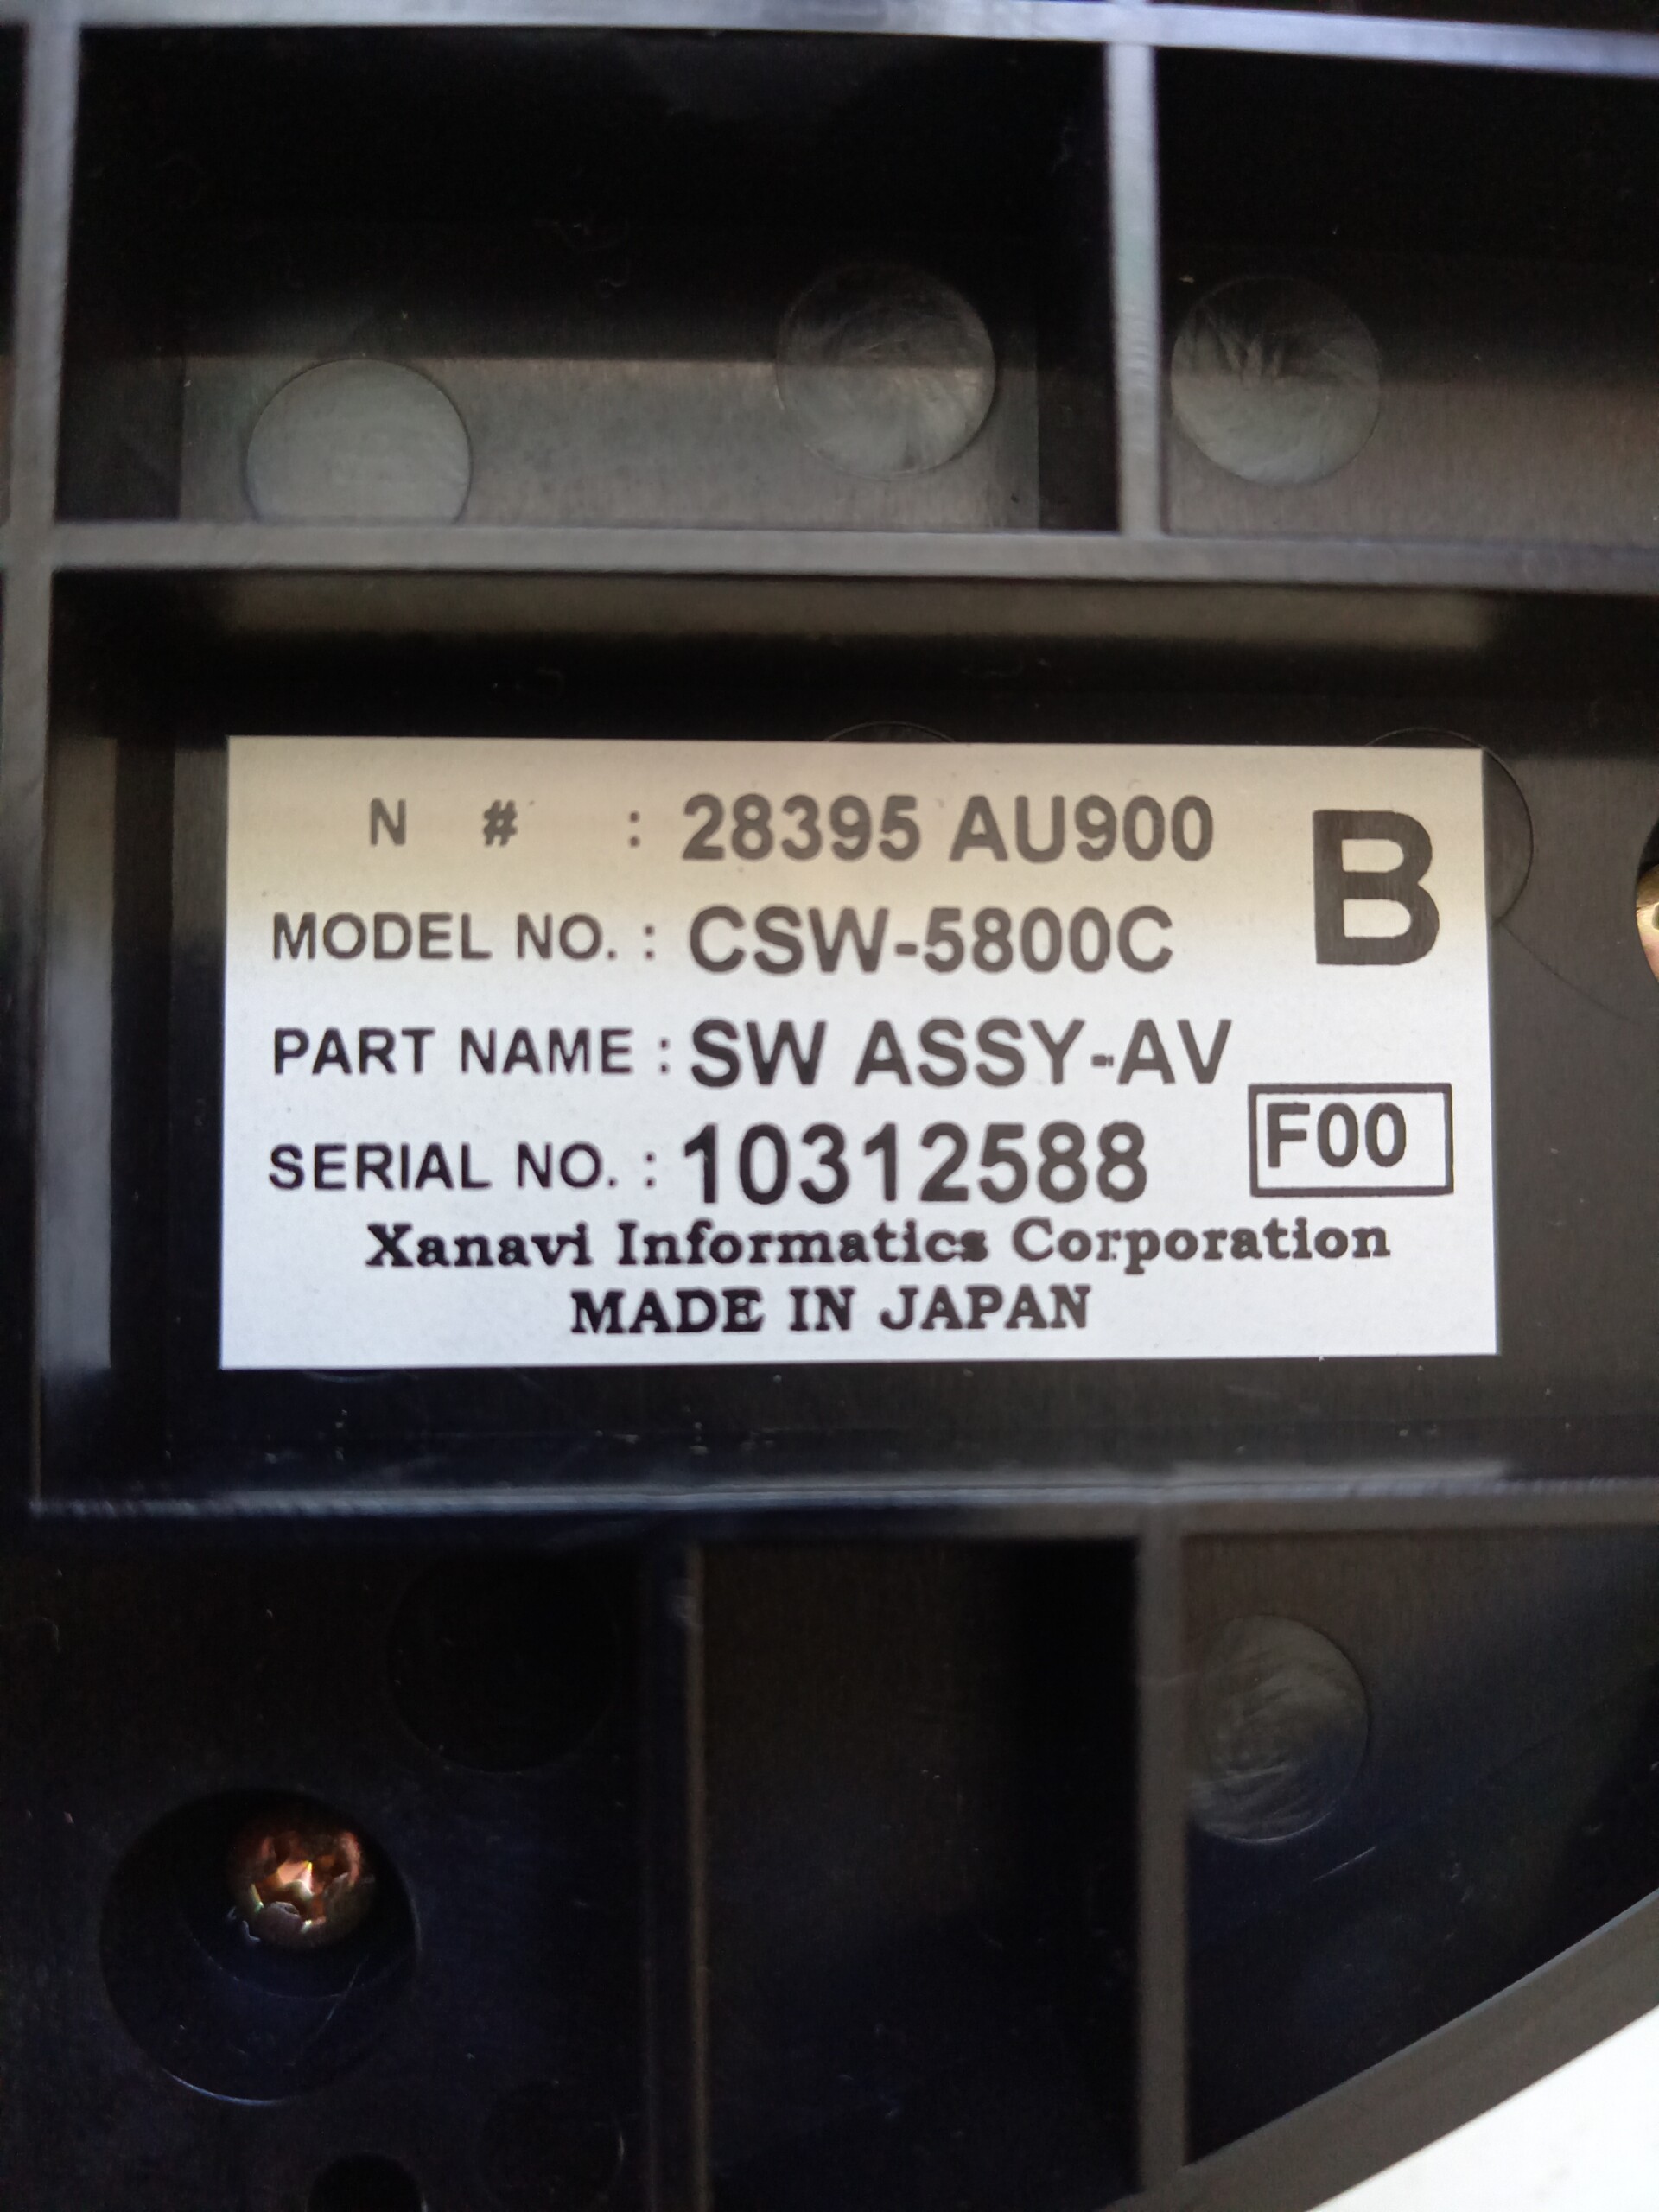 N # : 28395 AU900
B
MODEL NO. : CSW-5800C
PART NAME : SW ASSY-AV
SERIAL NO. : 10312588
F00
Xanavi Informatics Corporation
MADE IN JAPAN